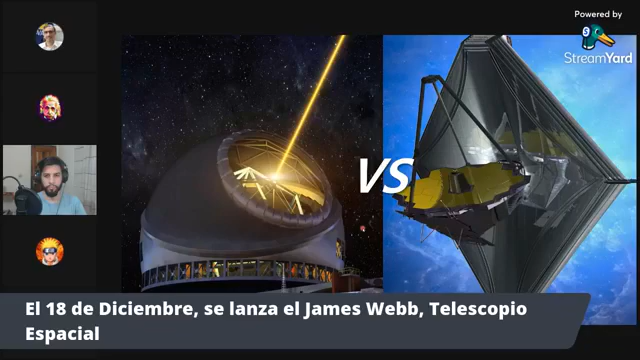 Powered by
StreamYard
VS
El 18 de Diciembre, se lanza el James Webb, Telescopio
Espacial